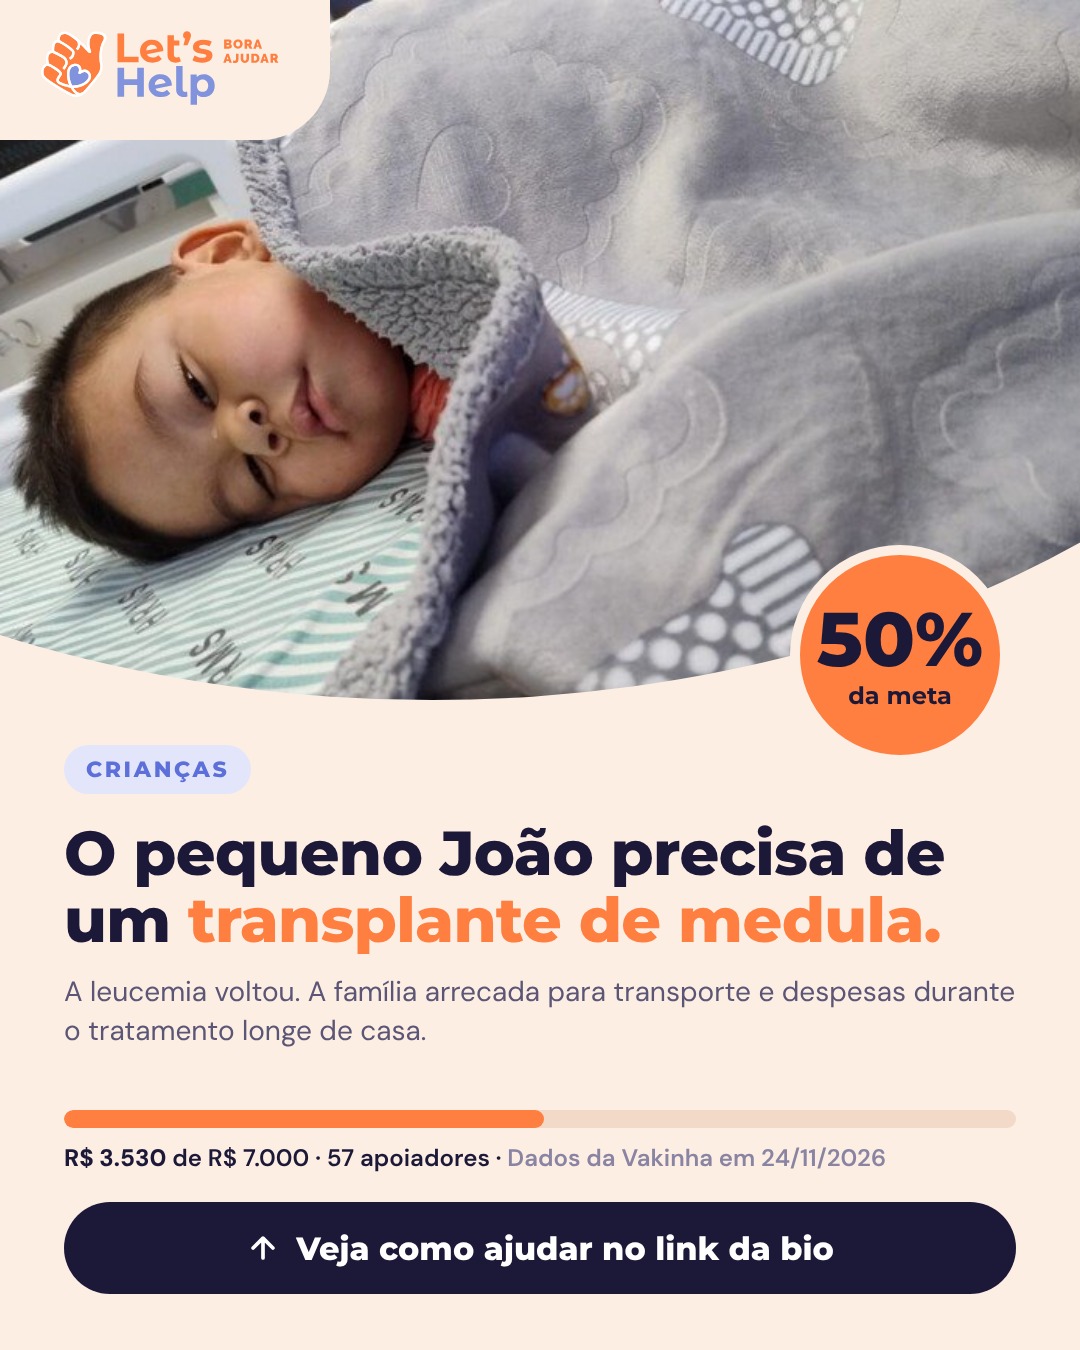 Let's
Help
BORA
AJUDAR
50%
da meta
CRIANÇAS
O pequeno João precisa de
um transplante de medula.
A leucemia voltou. A família arrecada para transporte e despesas durante
o tratamento longe de casa.
R$ 3.530 de R$ 7.000 · 57 apoiadores · Dados da Vakinha em 24/11/2026
↑ Veja como ajudar no link da bio